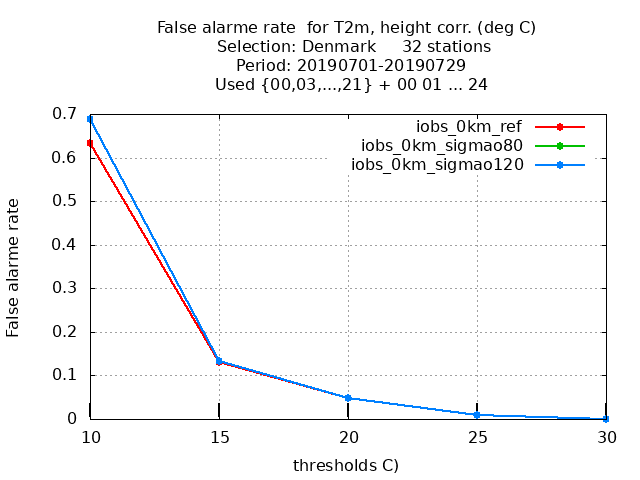 False alarme rate  for T2m, height corr. (deg C)
Selection: Denmark     32 stations
Period: 20190701-20190729
Used {00,03,...,21} + 00 01 ... 24
iobs_0km_ref
iobs_0km_sigmao80
iobs_0km_sigmao120
False alarme rate
0.7
0.6
0.5
0.4
0.3
0.2
0.1
0
10 15 20 25 30
thresholds C)